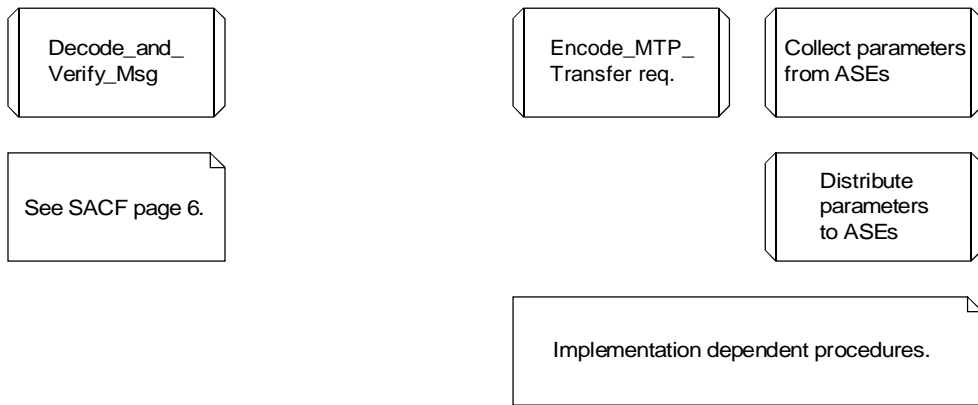 Decode_and_
Verify_Msg
Encode_MTP_
Transfer req.
Collect parameters
from ASEs
See SACF page 6.
Distribute
parameters
to ASEs
Implementation dependent procedures.